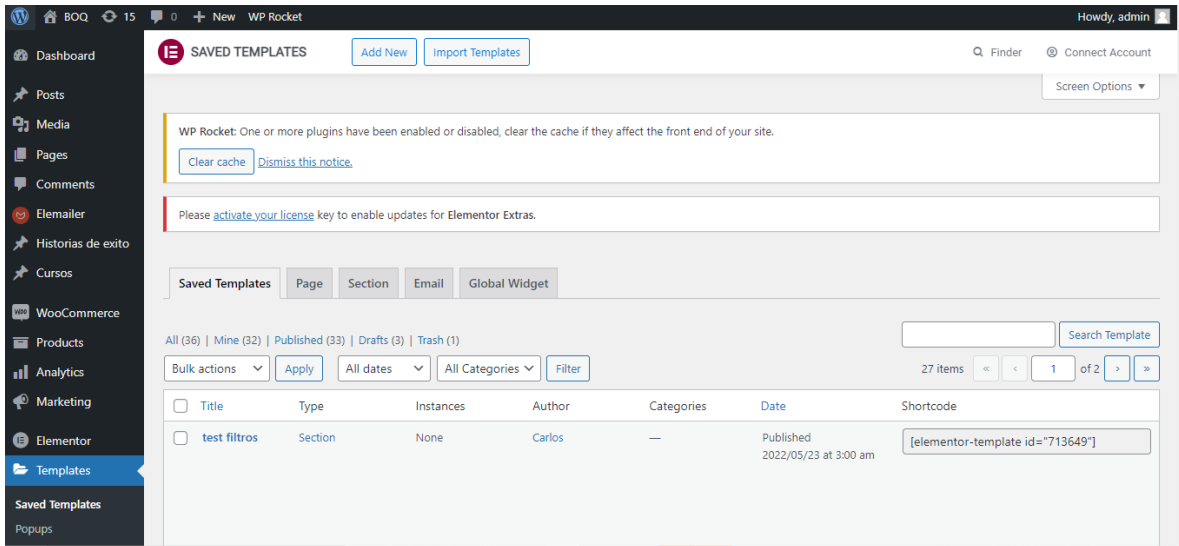 BOQ 15 0 + New WP Rocket Howdy, admin
Dashboard
Posts
Media
Pages
Comments
Elemailer
Historias de exito
Cursos
WooCommerce
Products
Analytics
Marketing
Elementor
Templates
Saved Templates
Popups
SAVED TEMPLATES Add New Import Templates Finder Connect Account
Screen Options ▼
WP Rocket: One or more plugins have been enabled or disabled, clear the cache if they affect the front end of your site.
Clear cache Dismiss this notice.
Please activate your license key to enable updates for Elementor Extras.
Saved Templates Page Section Email Global Widget
All (36) | Mine (32) | Published (33) | Drafts (3) | Trash (1)
Search Template
Bulk actions Apply All dates All Categories Filter 27 items « ‹ 1 of 2 › »
Title Type Instances Author Categories Date Shortcode
test filtros Section None Carlos — Published [elementor-template id="713649"]
2022/05/23 at 3:00 am